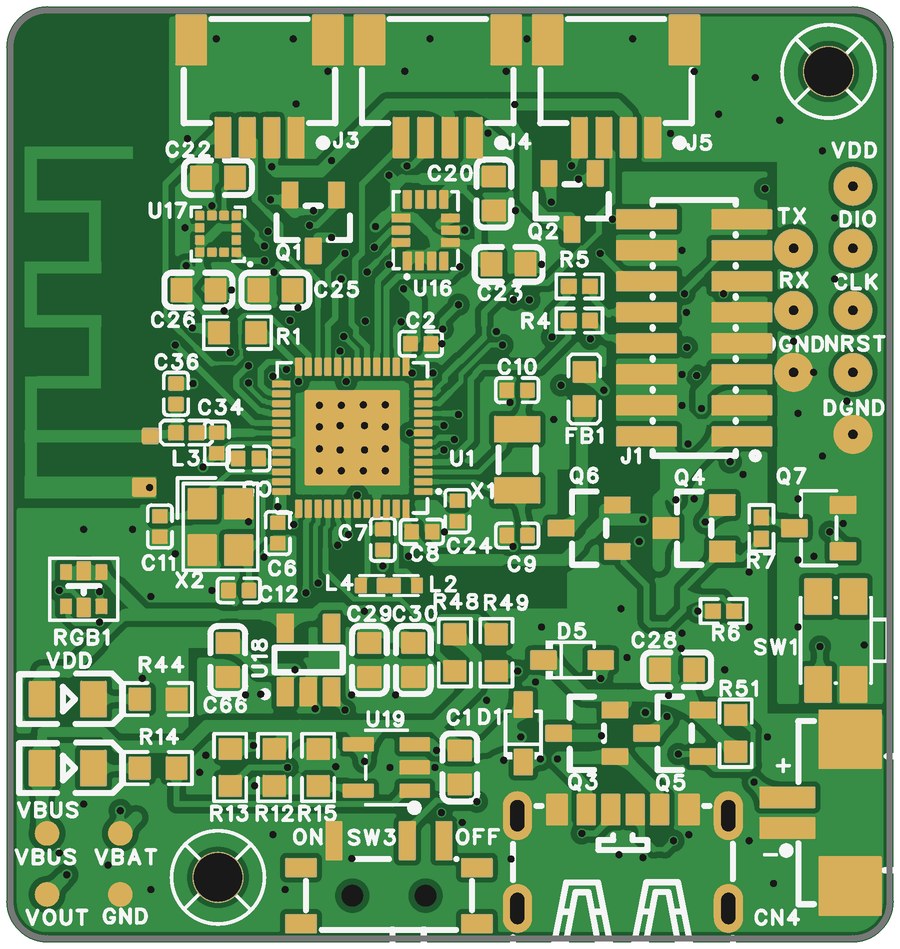 J3
J4
J5
C22
C20
VDD
U17
Q1
Q2
TX
DIO
C26
C25
U16
C23
R5
RX
CLK
R1
C2
R4
DGND
NRST
C36
C10
DGND
C34
FB1
L3
U1
J1
X1
Q6
Q4
Q7
C11
X2
C6
C7
C8
C24
C9
R7
C12
L4
L2
RGB1
C29
C30
R48
R49
R6
VDD
R44
U18
D5
C28
SW1
C66
U19
C1
D1
R51
R14
Q3
Q5
+
VBUS
R13
R12
R15
VBUS
VBAT
ON
SW3
OFF
-
VOUT
GND
CN4